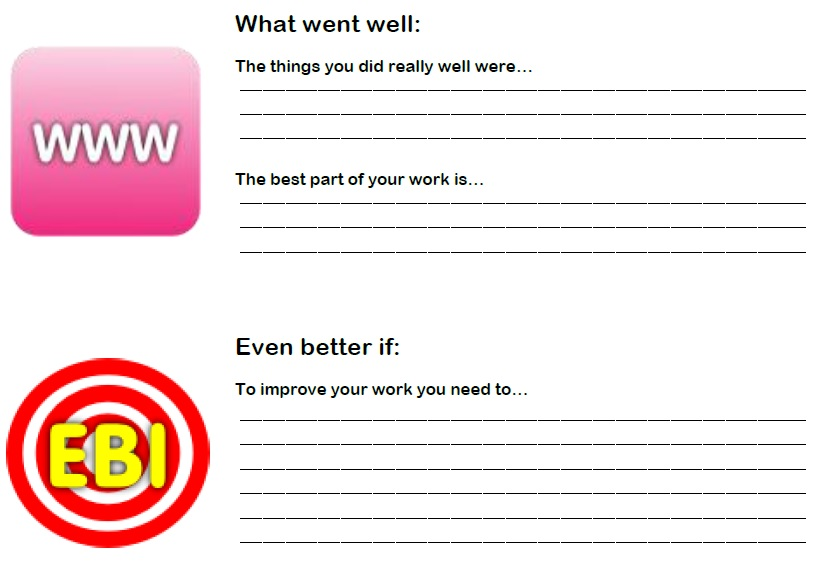 What went well:
The things you did really well were...
WWW
The best part of your work is...
Even better if:
To improve your work you need to...
EBI